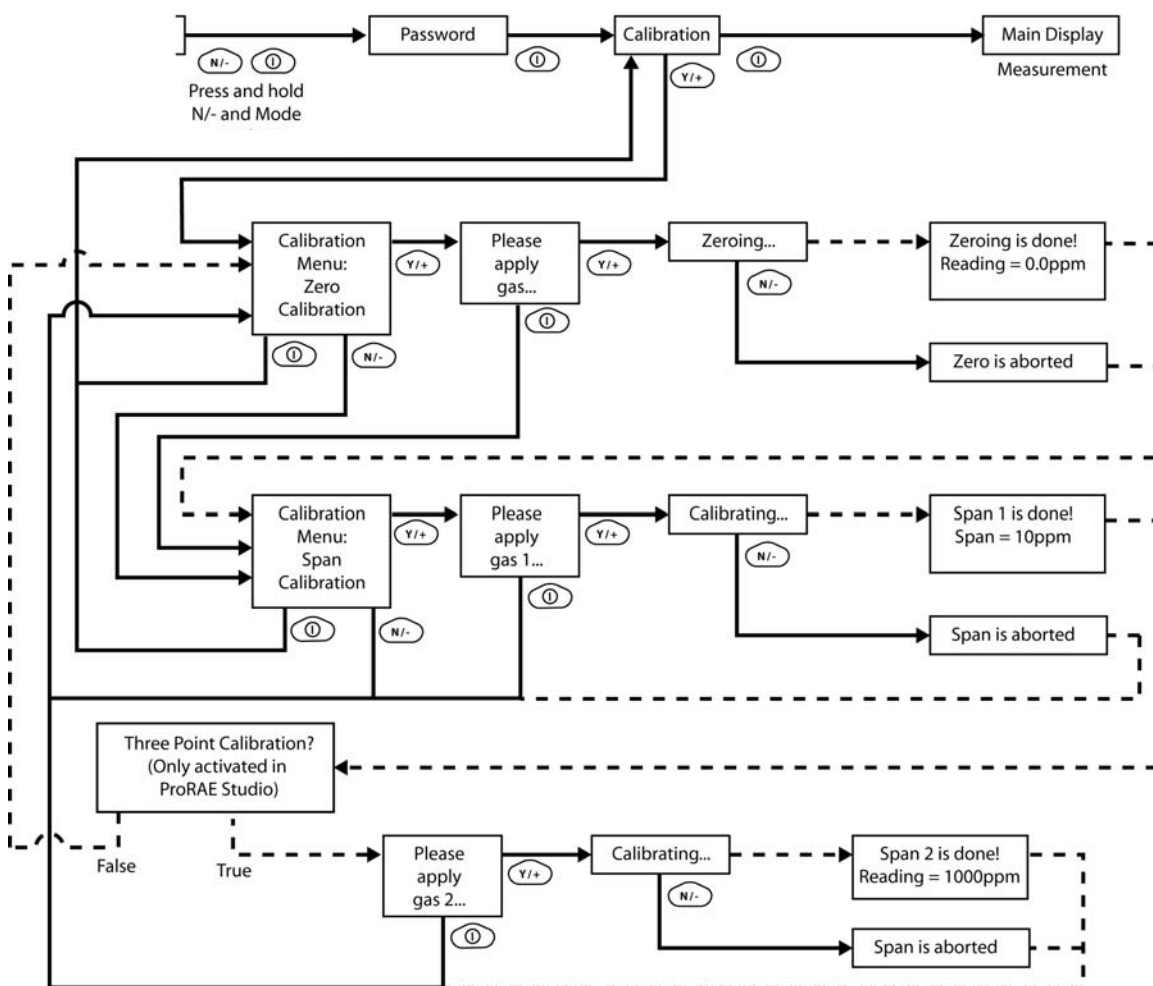 Password
Calibration
Main Display
Measurement
N/-
Press and hold
N/- and Mode
Y/+
Calibration
Menu:
Zero
Calibration
Y/+
Please
apply
gas...
Y/+
Zeroing...
Zeroing is done!
Reading = 0.0ppm
N/-
N/-
Zero is aborted
Calibration
Menu:
Span
Calibration
Y/+
Please
apply
gas 1...
Y/+
Calibrating...
Span 1 is done!
Span = 10ppm
N/-
N/-
Span is aborted
Three Point Calibration?
(Only activated in
ProRAE Studio)
False
True
Please
apply
gas 2...
Y/+
Calibrating...
Span 2 is done!
Reading = 1000ppm
N/-
Span is aborted